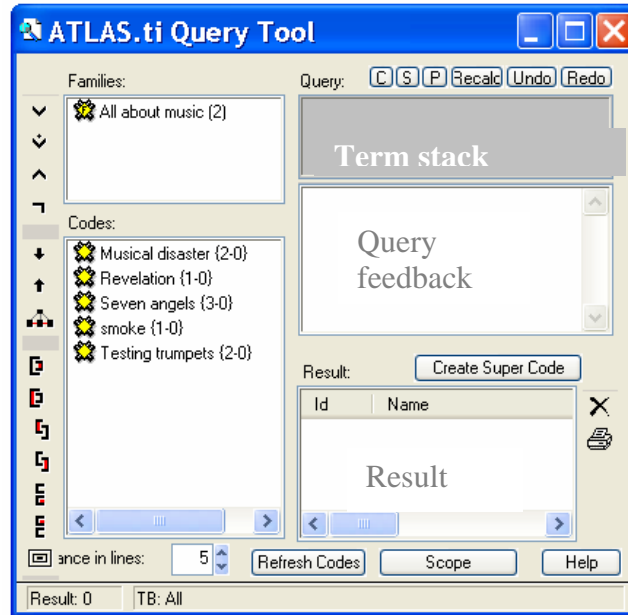 ATLAS.ti Query Tool
Families:
All about music (2)
Query:
C S P Recalc Undo Redo
Term stack
Query
feedback
Codes:
Musical disaster {2-0}
Revelation {1-0}
Seven angels {3-0}
smoke {1-0}
Testing trumpets {2-0}
Result:
Create Super Code
Id Name
Result
ance in lines: 5
Refresh Codes Scope Help
Result: 0 TB: All